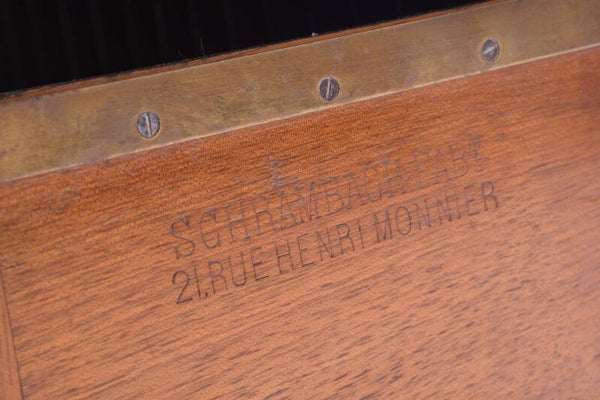 SCHRAMBACH FABT
21, RUE HENRI MONNIER